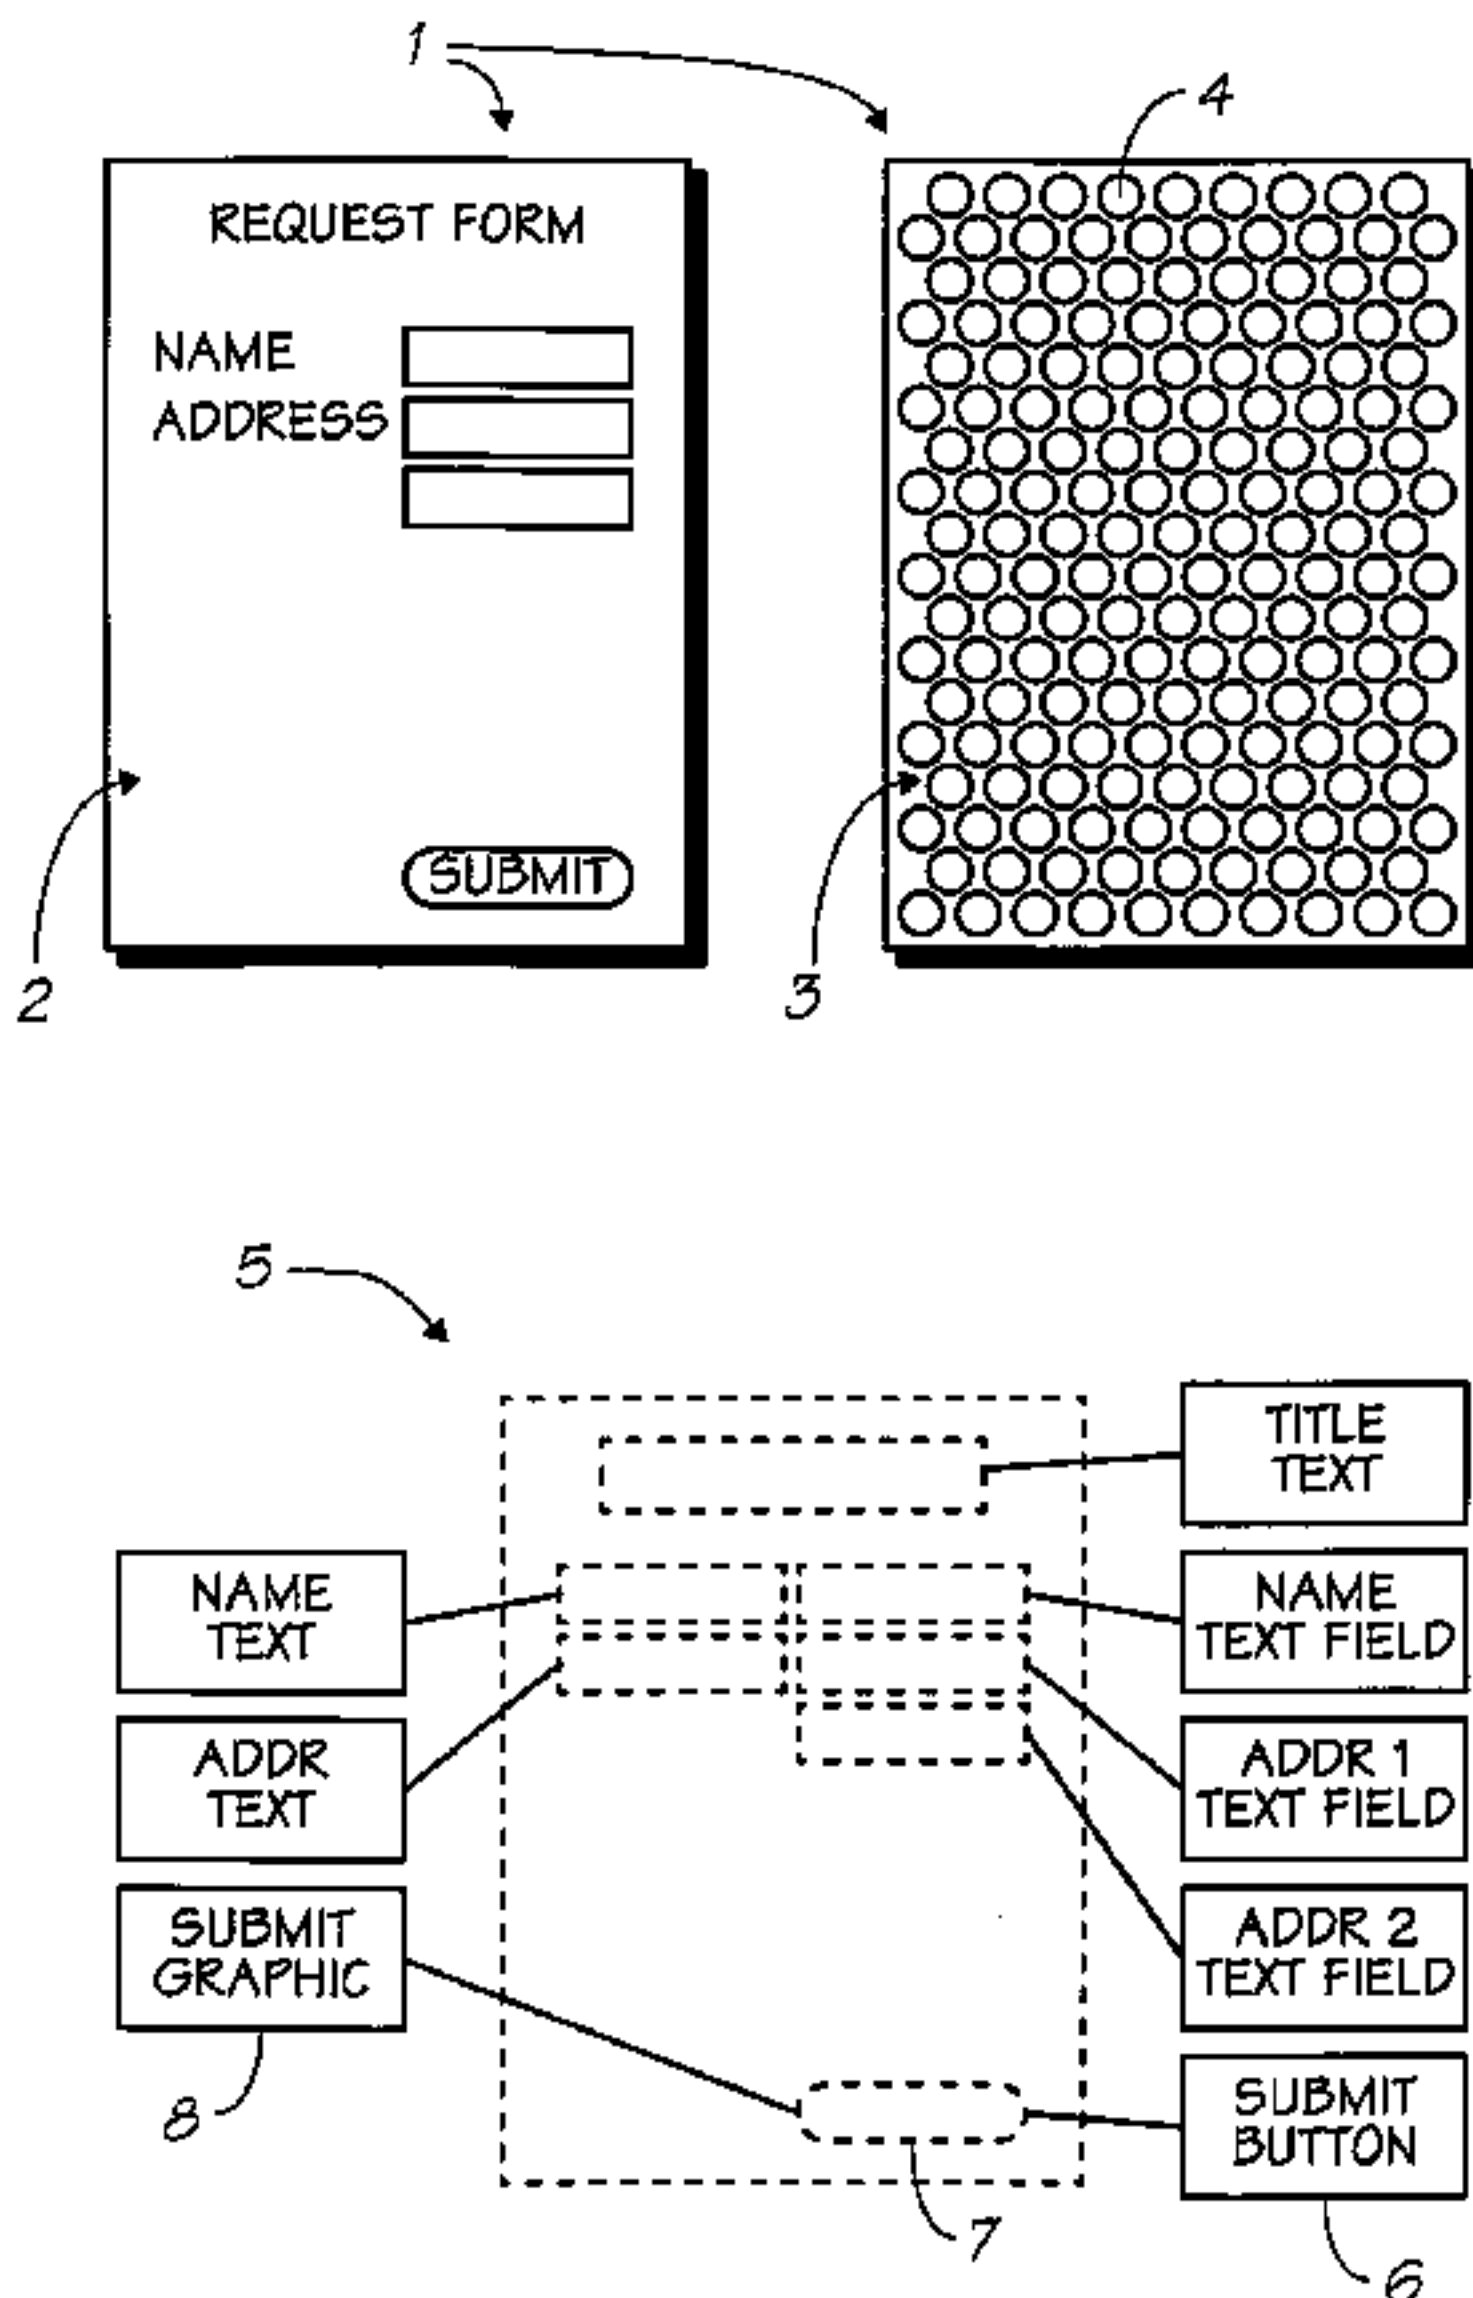 1
4
REQUEST FORM
NAME
ADDRESS
SUBMIT
2
3
5
TITLE
TEXT
NAME
TEXT
NAME
TEXT FIELD
ADDR
TEXT
ADDR 1
TEXT FIELD
SUBMIT
GRAPHIC
ADDR 2
TEXT FIELD
SUBMIT
BUTTON
8
7
6